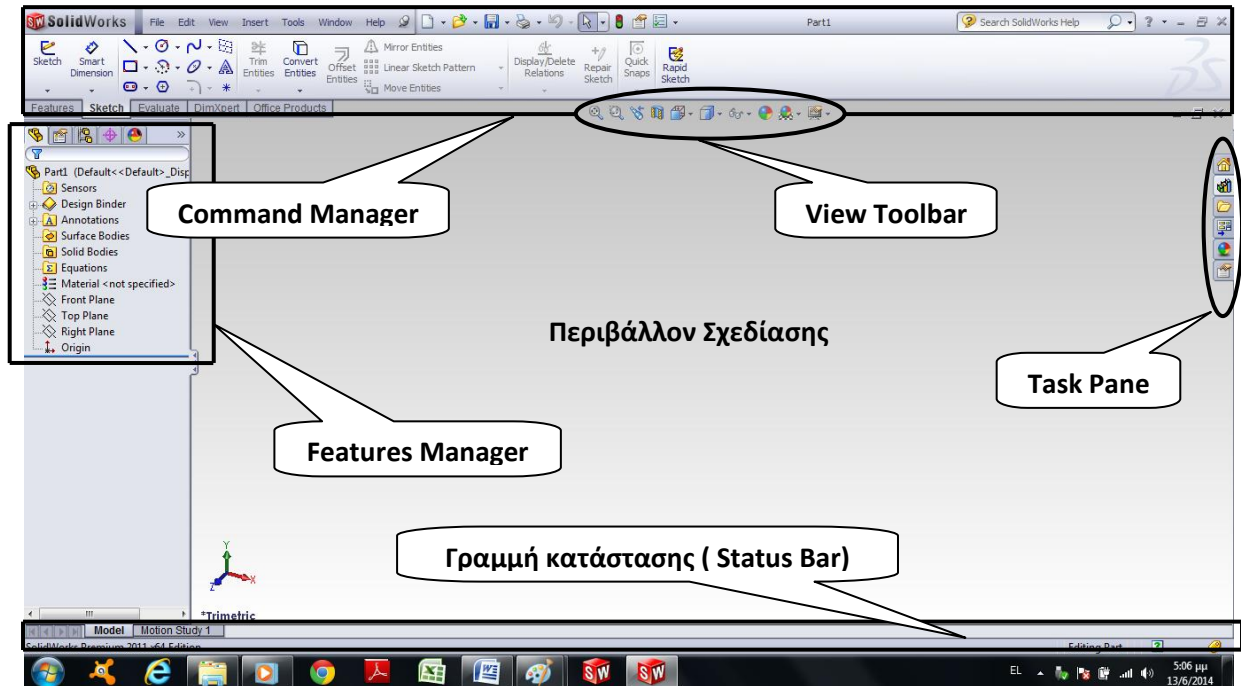 SolidWorks File Edit View Insert Tools Window Help Part1 Search SolidWorks Help
Sketch Smart Dimension Trim Entities Convert Entities Offset Entities Mirror Entities Linear Sketch Pattern Move Entities Display/Delete Relations Repair Sketch Quick Snaps Rapid Sketch
Features Sketch Evaluate DimXpert Office Products
Part1 (Default<<Default>_Disp
Sensors
Design Binder
Annotations
Surface Bodies
Solid Bodies
Equations
Material <not specified>
Front Plane
Top Plane
Right Plane
Origin
Command Manager
View Toolbar
Περιβάλλον Σχεδίασης
Task Pane
Features Manager
Γραμμή κατάστασης ( Status Bar)
Y
X
Z
*Trimetric
Model Motion Study 1
SolidWorks Premium 2011 x64 Edition Editing Part
EL 5:06 μμ
13/6/2014